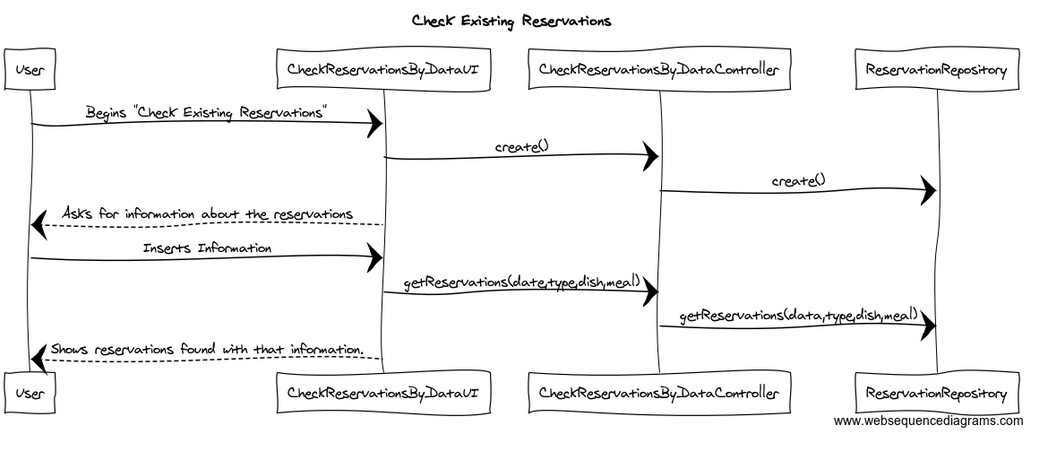 Check Existing Reservations
User
CheckReservationsByDataUI
CheckReservationsByDataController
ReservationRepository
Begins "Check Existing Reservations"
create()
create()
Asks for information about the reservations
Inserts Information
getReservations(date,type,dish,meal)
getReservations(data,type,dish,meal)
Shows reservations found with that information.
User
CheckReservationsByDataUI
CheckReservationsByDataController
ReservationRepository
www.websequencediagrams.com